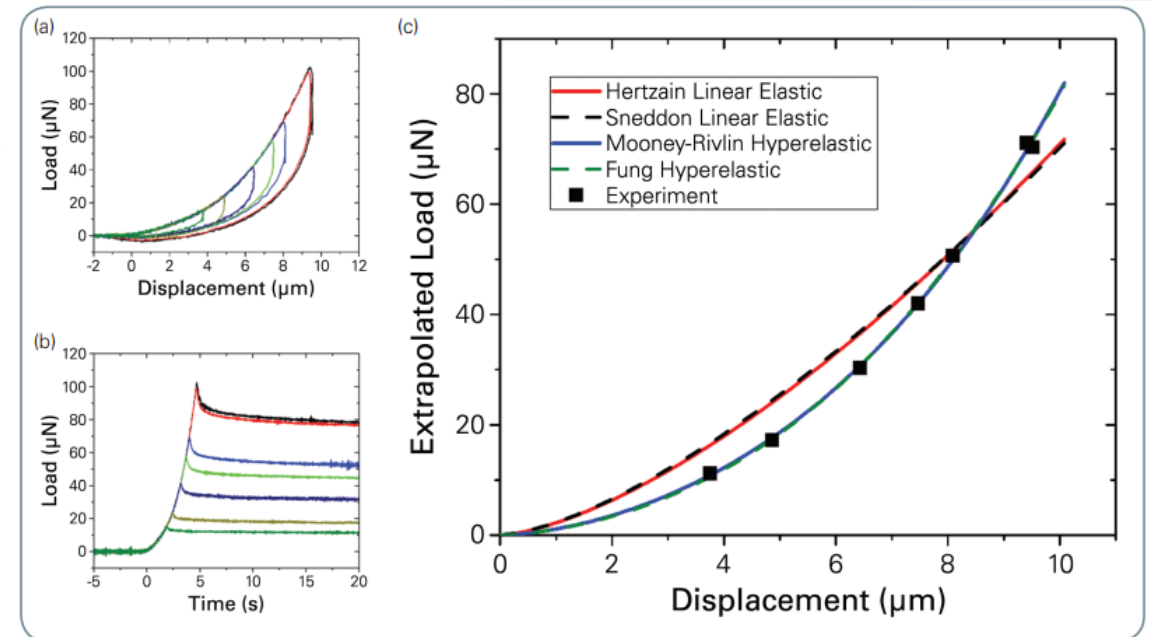 (a)
120
100
80
60
40
20
0
Load (µN)
-2 0 2 4 6 8 10 12
Displacement (µm)
(b)
120
100
80
60
40
20
0
Load (µN)
-5 0 5 10 15 20
Time (s)
(c)
80
60
40
20
0
Extrapolated Load (µN)
Hertzain Linear Elastic
Sneddon Linear Elastic
Mooney-Rivlin Hyperelastic
Fung Hyperelastic
Experiment
0 2 4 6 8 10
Displacement (µm)